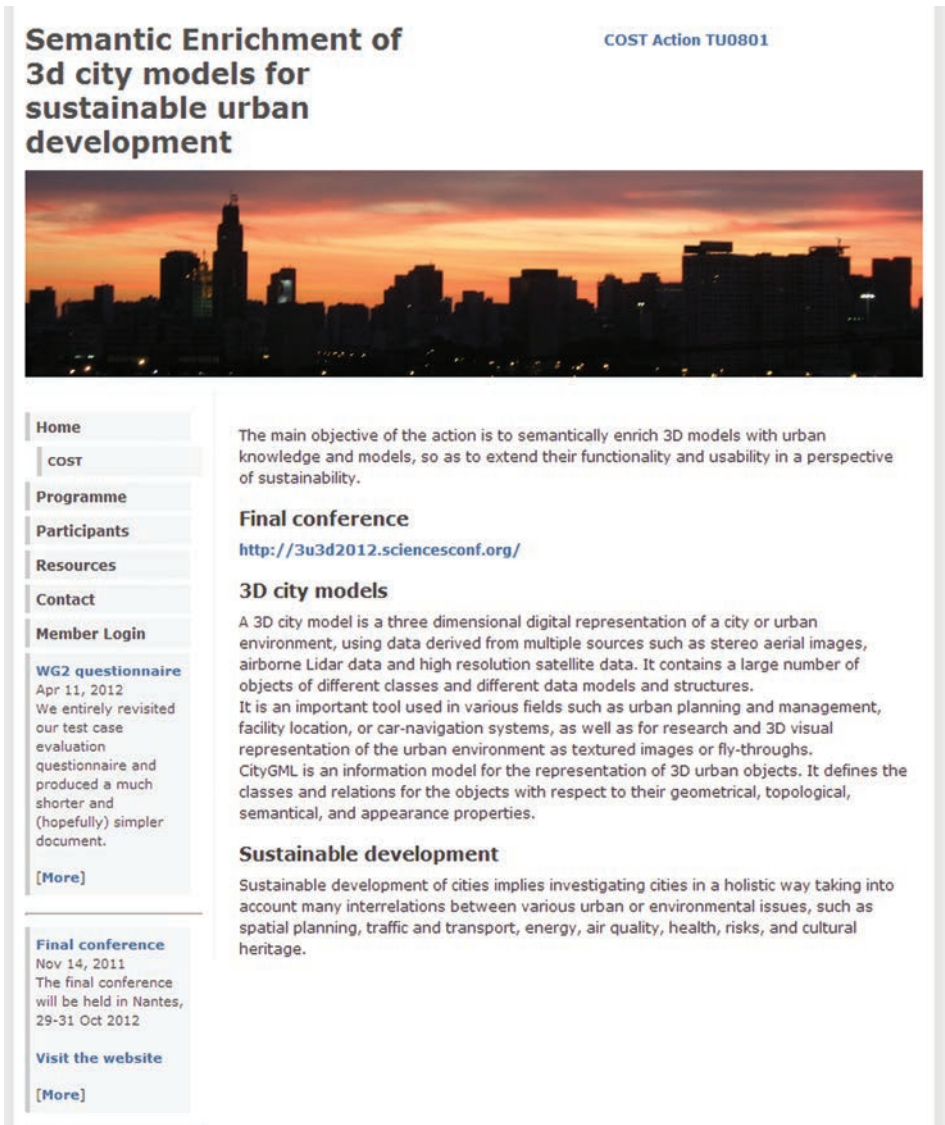 Semantic Enrichment of
3d city models for
sustainable urban
development
COST Action TU0801
Home
COST
Programme
Participants
Resources
Contact
Member Login
WG2 questionnaire
Apr 11, 2012
We entirely revisited
our test case
evaluation
questionnaire and
produced a much
shorter and
(hopefully) simpler
document.
[More]
Final conference
Nov 14, 2011
The final conference
will be held in Nantes,
29-31 Oct 2012
Visit the website
[More]
The main objective of the action is to semantically enrich 3D models with urban
knowledge and models, so as to extend their functionality and usability in a perspective
of sustainability.
Final conference
http://3u3d2012.sciencesconf.org/
3D city models
A 3D city model is a three dimensional digital representation of a city or urban
environment, using data derived from multiple sources such as stereo aerial images,
airborne Lidar data and high resolution satellite data. It contains a large number of
objects of different classes and different data models and structures.
It is an important tool used in various fields such as urban planning and management,
facility location, or car-navigation systems, as well as for research and 3D visual
representation of the urban environment as textured images or fly-throughs.
CityGML is an information model for the representation of 3D urban objects. It defines the
classes and relations for the objects with respect to their geometrical, topological,
semantical, and appearance properties.
Sustainable development
Sustainable development of cities implies investigating cities in a holistic way taking into
account many interrelations between various urban or environmental issues, such as
spatial planning, traffic and transport, energy, air quality, health, risks, and cultural
heritage.